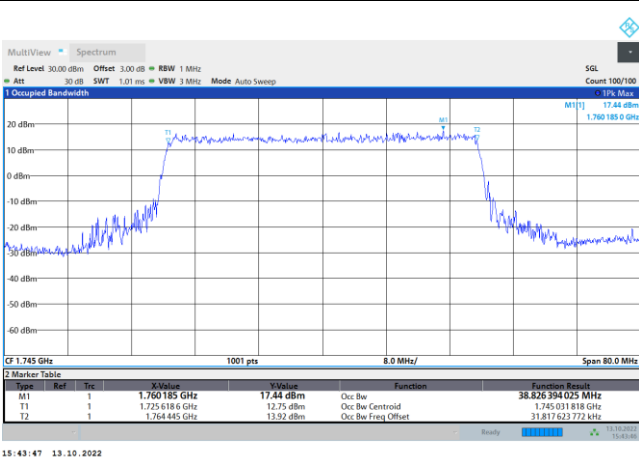 MultiView Spectrum
Ref Level 30.00 dBm Offset 3.00 dB RBW 1 MHz SGL
Att 30 dB SWT 1.01 ms VBW 3 MHz Mode Auto Sweep Count 100/100
1 Occupied Bandwidth 1Pk Max
M1[1] 17.44 dBm
1.760 185 0 GHz
M1
T1 T2
20 dBm
10 dBm
0 dBm
-10 dBm
-20 dBm
-30 dBm
-40 dBm
-50 dBm
-60 dBm
CF 1.745 GHz 1001 pts 8.0 MHz/ Span 80.0 MHz
2 Marker Table
Type Ref Trc X-Value Y-Value Function Function Result
M1 1 1.760 185 GHz 17.44 dBm Occ Bw 38.826 394 025 MHz
T1 1 1.725 618 6 GHz 12.75 dBm Occ Bw Centroid 1.745 031 818 GHz
T2 1 1.764 445 GHz 13.92 dBm Occ Bw Freq Offset 31.817 623 772 kHz
Ready 13.10.2022
15:43:46
15:43:47 13.10.2022